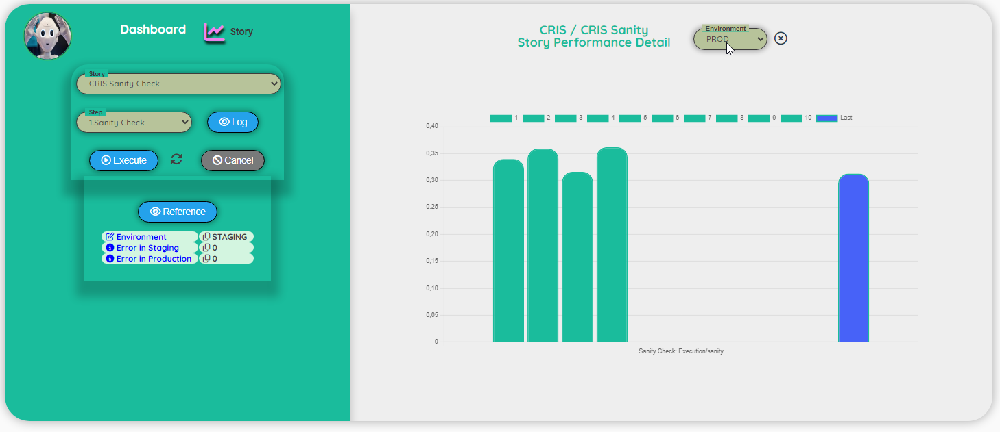 Dashboard
Story
Story
CRIS Sanity Check
Step
1.Sanity Check
Log
Execute
Cancel
Reference
Environment STAGING
Error in Staging 0
Error in Production 0
CRIS / CRIS Sanity
Story Performance Detail
Environment
PROD
1 2 3 4 5 6 7 8 9 10 Last
0,40
0,35
0,30
0,25
0,20
0,15
0,10
0,05
0
Sanity Check: Execution/sanity